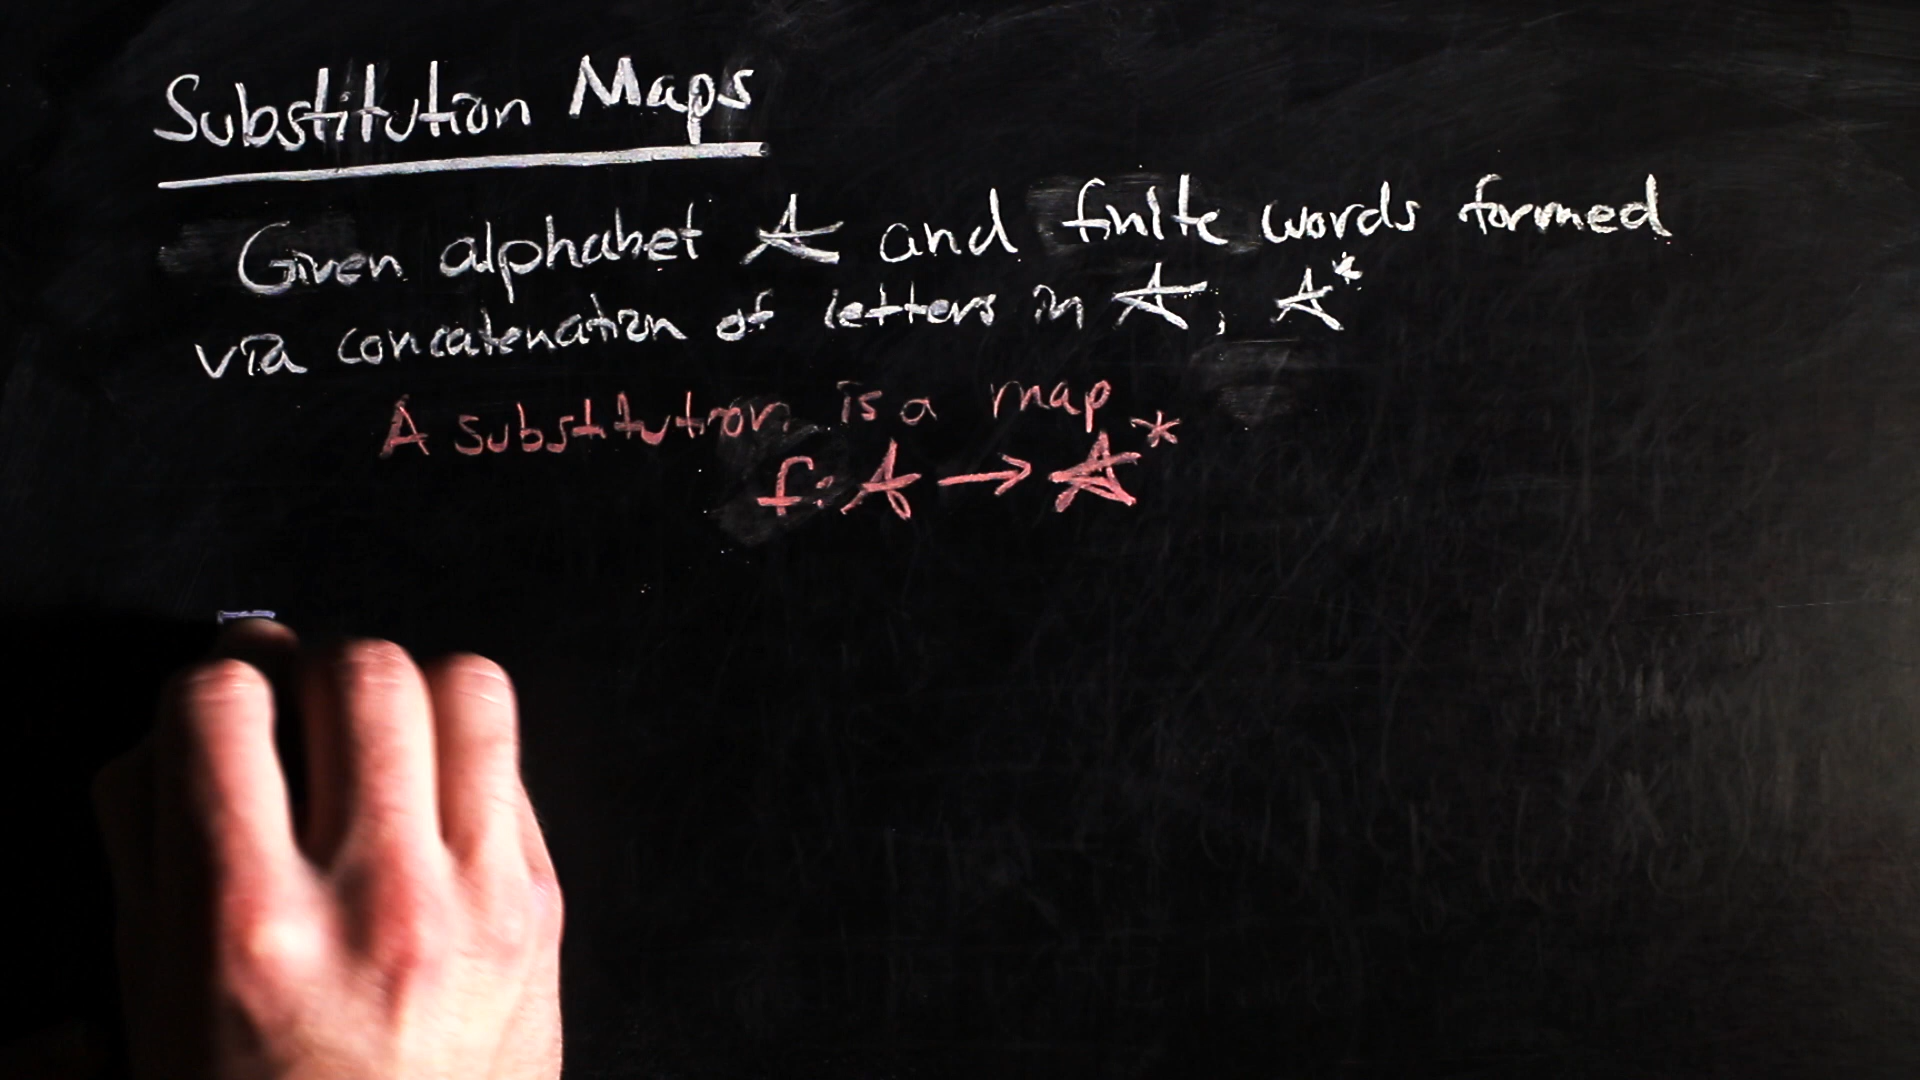 Substitution Maps
Given alphabet A and finite words formed
via concatenation of letters in A, A*
A substitution is a map
f: A → A*